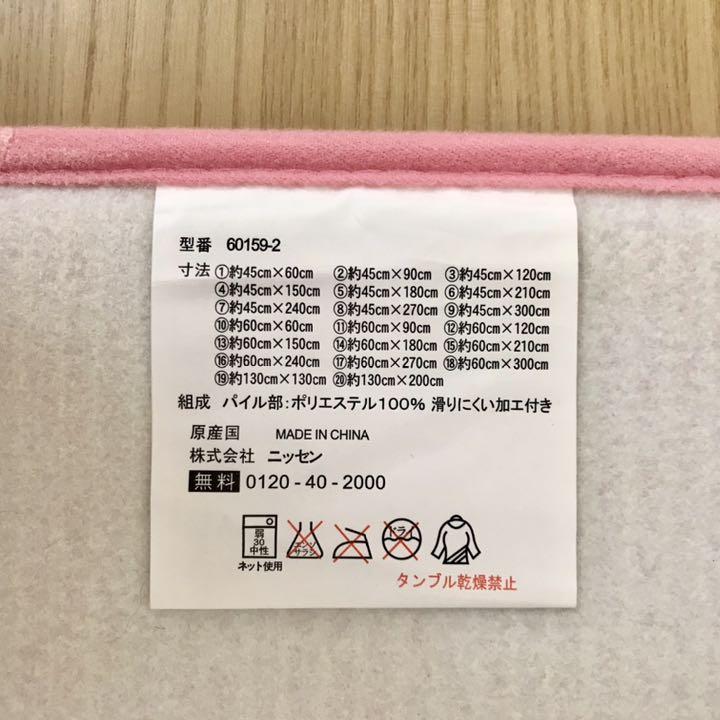 型番 60159-2
寸法 ①約45cm×60cm ②約45cm×90cm ③約45cm×120cm
④約45cm×150cm ⑤約45cm×180cm ⑥約45cm×210cm
⑦約45cm×240cm ⑧約45cm×270cm ⑨約45cm×300cm
⑩約60cm×60cm ⑪約60cm×90cm ⑫約60cm×120cm
⑬約60cm×150cm ⑭約60cm×180cm ⑮約60cm×210cm
⑯約60cm×240cm ⑰約60cm×270cm ⑱約60cm×300cm
⑲約130cm×130cm ⑳約130cm×200cm
組成 パイル部:ポリエステル100% 滑りにくい加工付き
原産国 MADE IN CHINA
株式会社 ニッセン
無料 0120-40-2000
弱
30
中性
エンソ
サラシ
ドライ
ネット使用
タンブル乾燥禁止